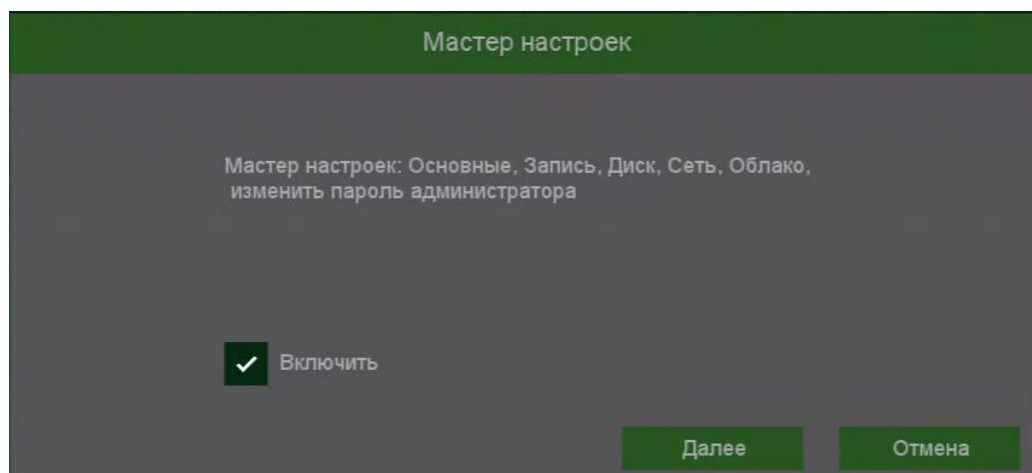 Мастер настроек
Мастер настроек: Основные, Запись, Диск, Сеть, Облако,
изменить пароль администратора
Включить
Далее Отмена